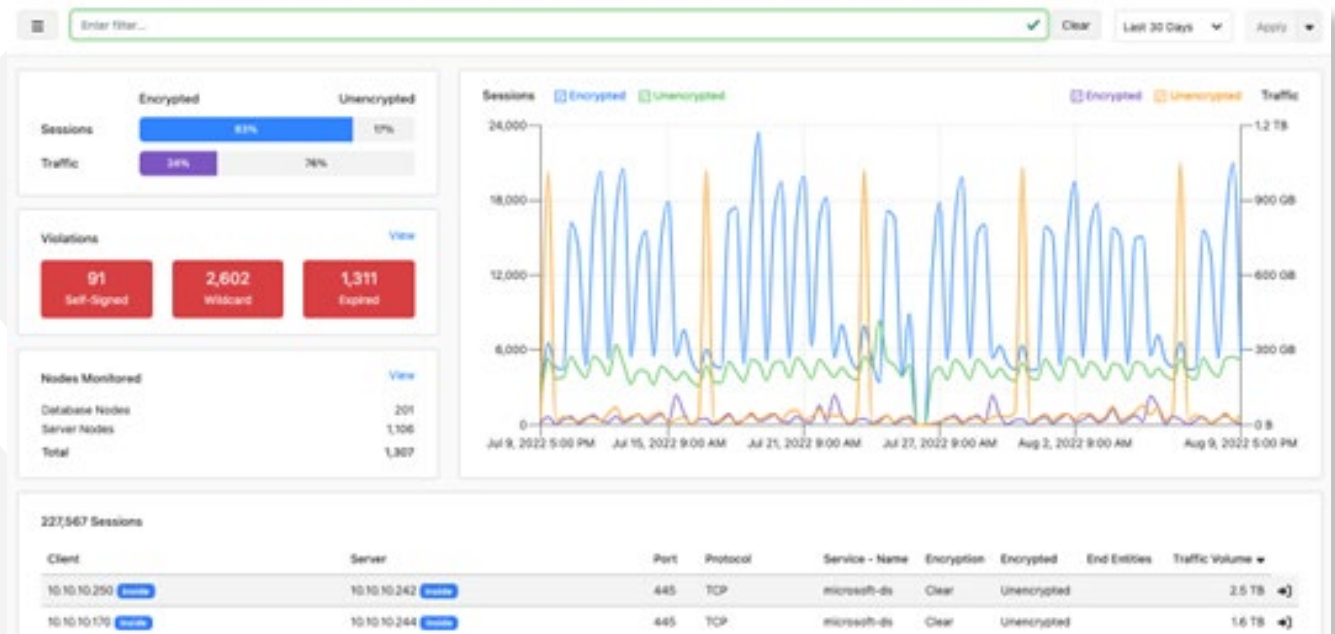 Enter filter... Clear Last 30 Days Apply
Encrypted Unencrypted
Sessions 83% 17%
Traffic 24% 76%
Violations View
91 2,602 1,311
Self-Signed Wildcard Expired
Nodes Monitored View
Database Nodes 201
Server Nodes 1,106
Total 1,307
Sessions Encrypted Unencrypted Encrypted Unencrypted Traffic
24,000 1.2 TB
18,000 900 GB
12,000 600 GB
6,000 300 GB
0 0 B
Jul 9, 2022 5:00 PM Jul 15, 2022 9:00 AM Jul 21, 2022 9:00 AM Jul 27, 2022 9:00 AM Aug 2, 2022 9:00 AM Aug 9, 2022 5:00 PM
227,567 Sessions
Client Server Port Protocol Service - Name Encryption Encrypted End Entities Traffic Volume
10.10.10.250 Inside 10.10.10.242 Inside 445 TCP microsoft-ds Clear Unencrypted 2.5 TB
10.10.10.170 Inside 10.10.10.244 Inside 445 TCP microsoft-ds Clear Unencrypted 1.6 TB